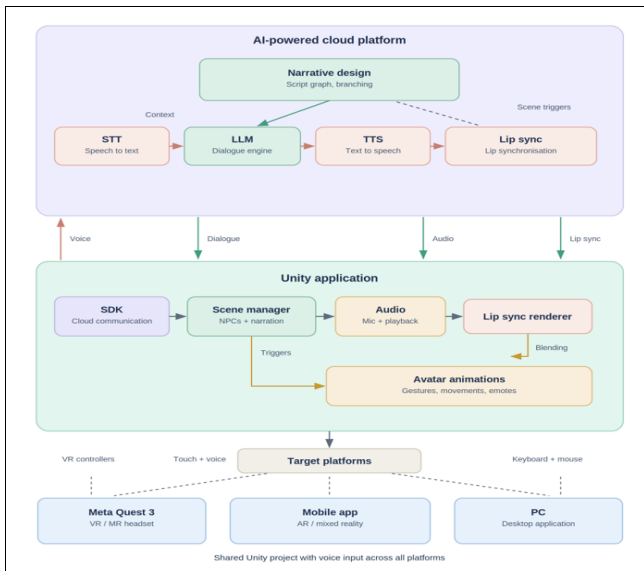 AI-powered cloud platform
Narrative design
Script graph, branching
Context
Scene triggers
STT
Speech to text
LLM
Dialogue engine
TTS
Text to speech
Lip sync
Lip synchronisation
Voice
Dialogue
Audio
Lip sync
Unity application
SDK
Cloud communication
Scene manager
NPCs + narration
Audio
Mic + playback
Lip sync renderer
Triggers
Blending
Avatar animations
Gestures, movements, emotes
VR controllers
Touch + voice
Target platforms
Keyboard + mouse
Meta Quest 3
VR / MR headset
Mobile app
AR / mixed reality
PC
Desktop application
Shared Unity project with voice input across all platforms